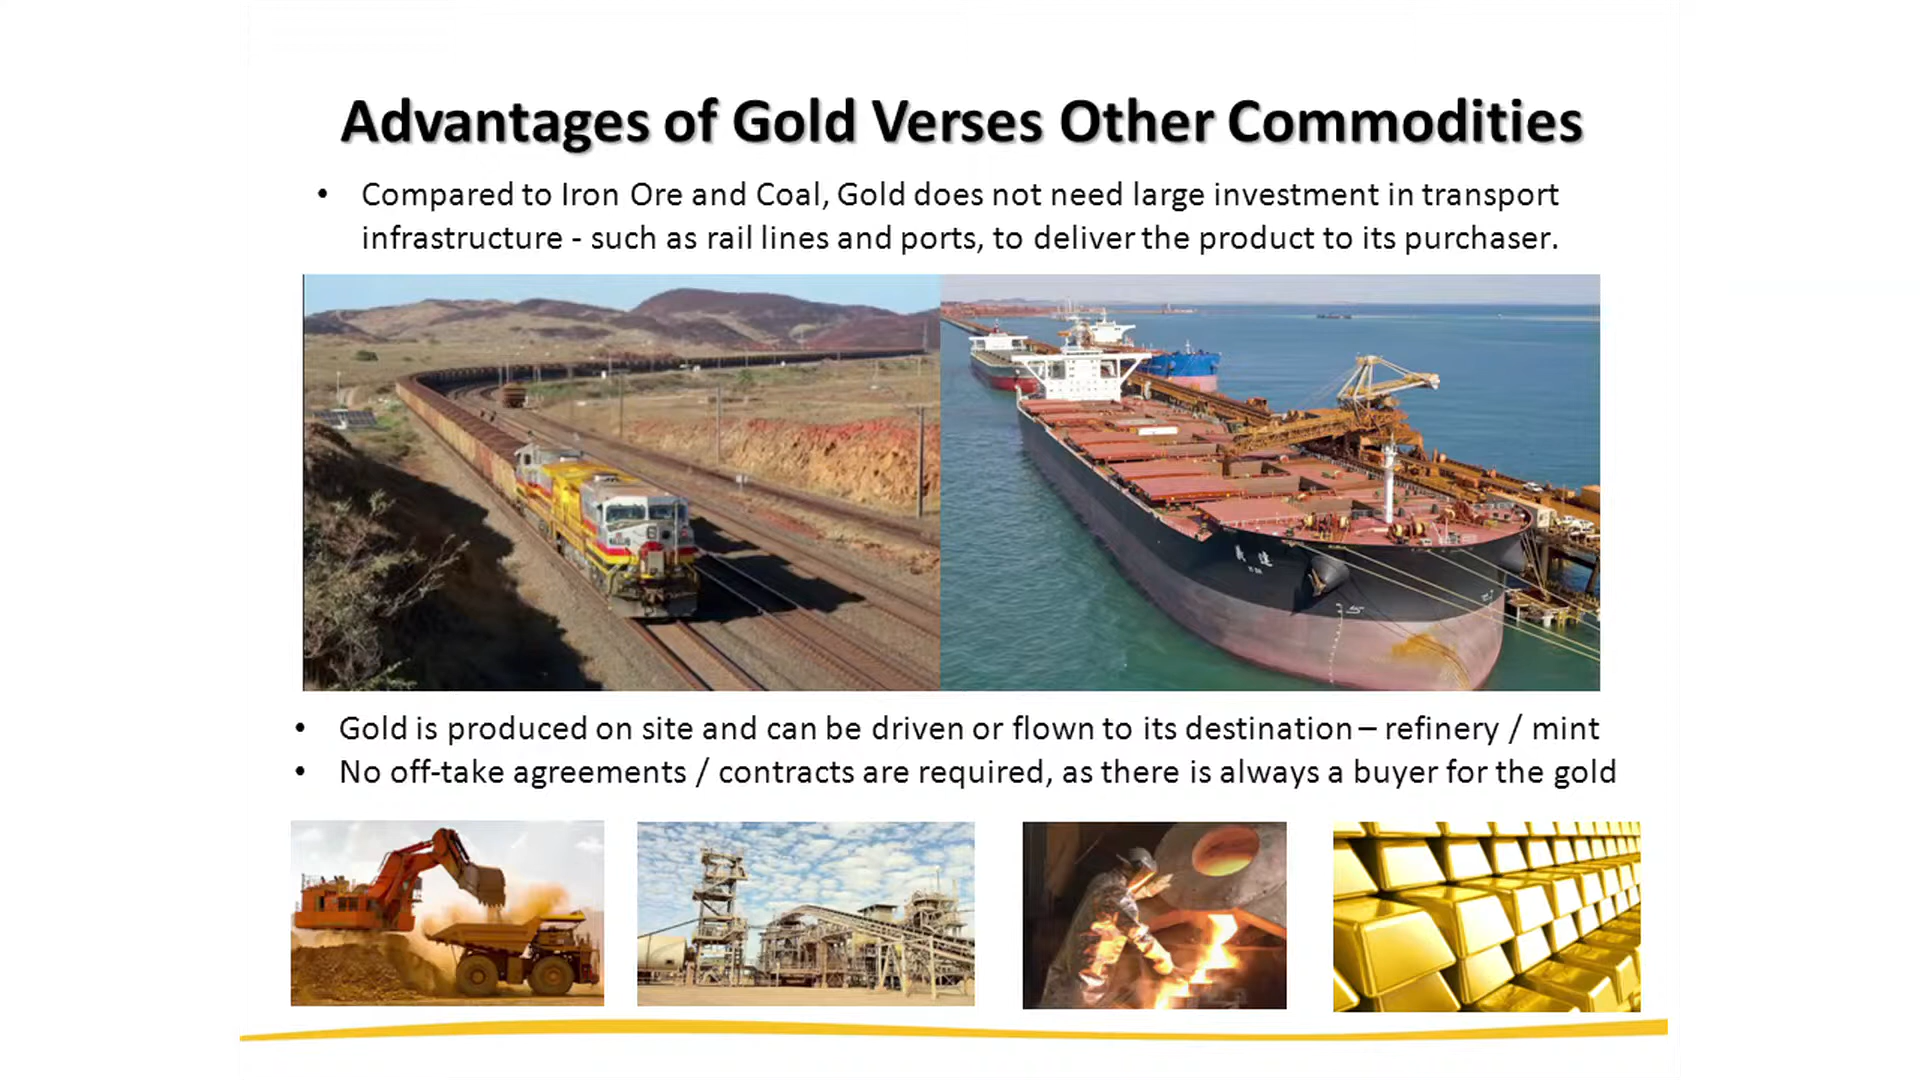 Advantages of Gold Verses Other Commodities
• Compared to Iron Ore and Coal, Gold does not need large investment in transport
infrastructure - such as rail lines and ports, to deliver the product to its purchaser.
• Gold is produced on site and can be driven or flown to its destination – refinery / mint
• No off-take agreements / contracts are required, as there is always a buyer for the gold